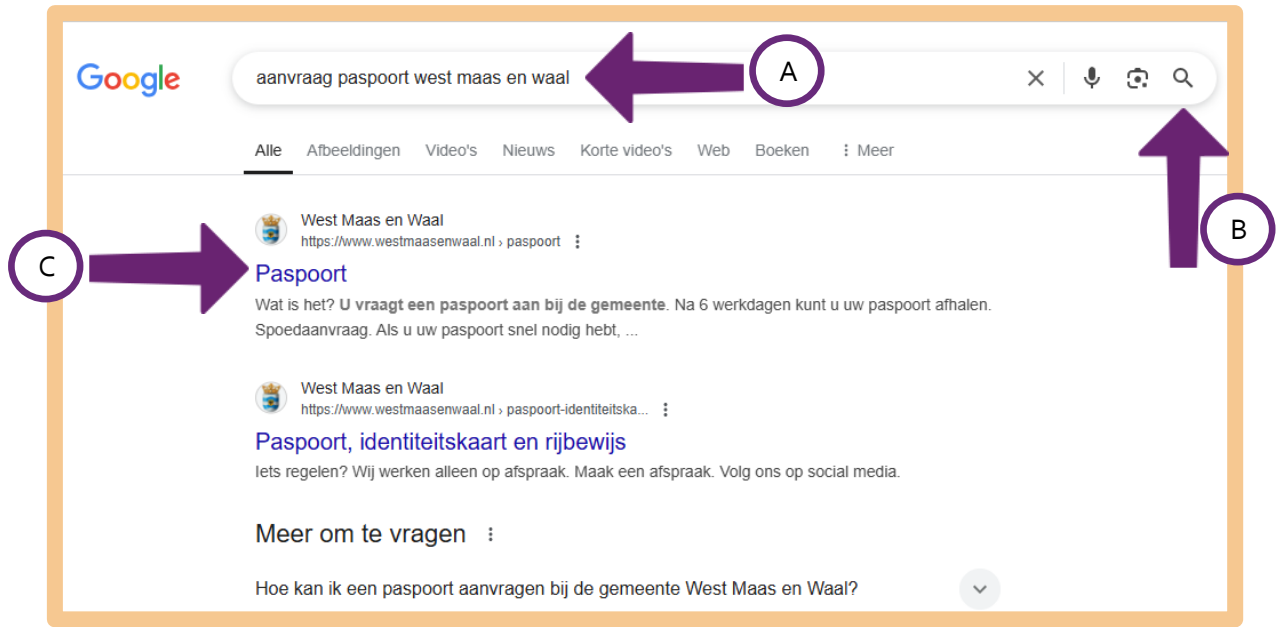 Google
aanvraag paspoort west maas en waal
A
Alle Afbeeldingen Video's Nieuws Korte video's Web Boeken Meer
B
West Maas en Waal
https://www.westmaasenwaal.nl › paspoort
C
Paspoort
Wat is het? U vraagt een paspoort aan bij de gemeente. Na 6 werkdagen kunt u uw paspoort afhalen.
Spoedaanvraag. Als u uw paspoort snel nodig hebt, ...
West Maas en Waal
https://www.westmaasenwaal.nl › paspoort-identiteitska...
Paspoort, identiteitskaart en rijbewijs
Iets regelen? Wij werken alleen op afspraak. Maak een afspraak. Volg ons op social media.
Meer om te vragen
Hoe kan ik een paspoort aanvragen bij de gemeente West Maas en Waal?